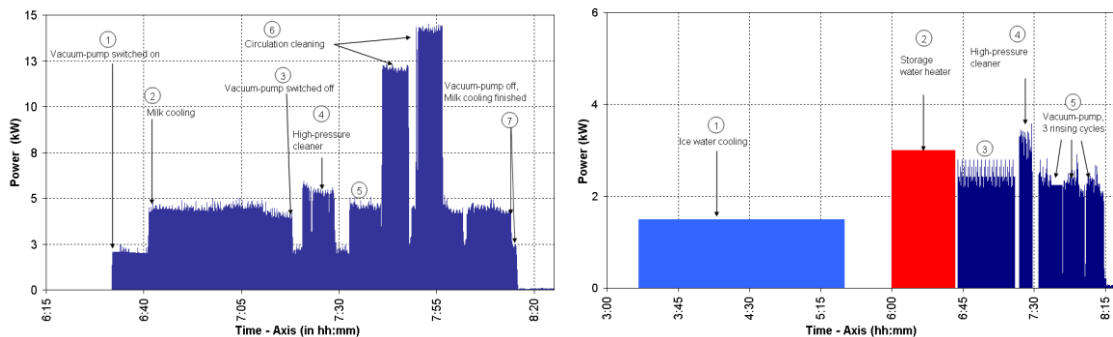 15
13
10
8
5
3
0
Power (kW)
1
Vacuum-pump switched on
2
Milk cooling
3
Vacuum-pump switched off
4
High-pressure
cleaner
5
6
Circulation cleaning
Vacuum-pump off,
Milk cooling finished
7
6:15
6:40
7:05
7:30
7:55
8:20
Time - Axis (in hh:mm)
6
4
2
0
Power (kW)
1
Ice water cooling
2
Storage
water heater
3
4
High-pressure
cleaner
5
Vacuum-pump,
3 rinsing cycles
3:00
3:45
4:30
5:15
6:00
6:45
7:30
8:15
Time - Axis (hh:mm)